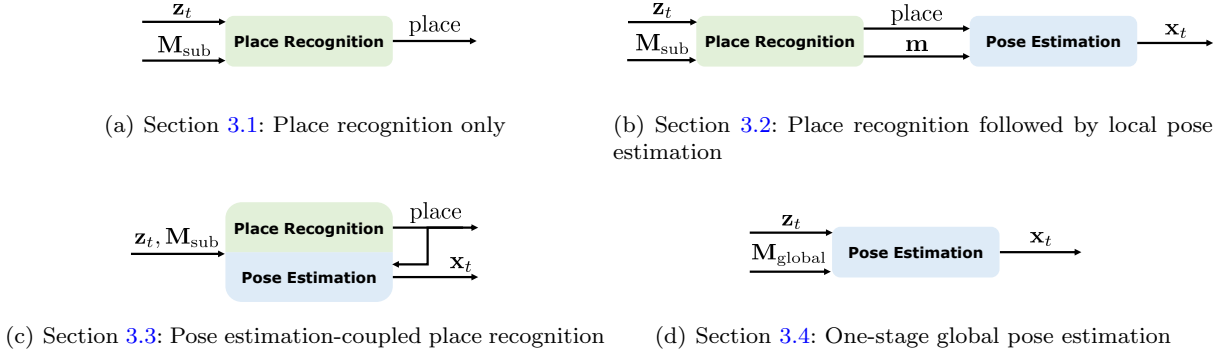 z_t
M_sub
Place Recognition
place
(a) Section 3.1: Place recognition only
z_t
M_sub
Place Recognition
place
m
Pose Estimation
x_t
(b) Section 3.2: Place recognition followed by local pose
estimation
z_t, M_sub
Place Recognition
place
Pose Estimation
x_t
(c) Section 3.3: Pose estimation-coupled place recognition
z_t
M_global
Pose Estimation
x_t
(d) Section 3.4: One-stage global pose estimation